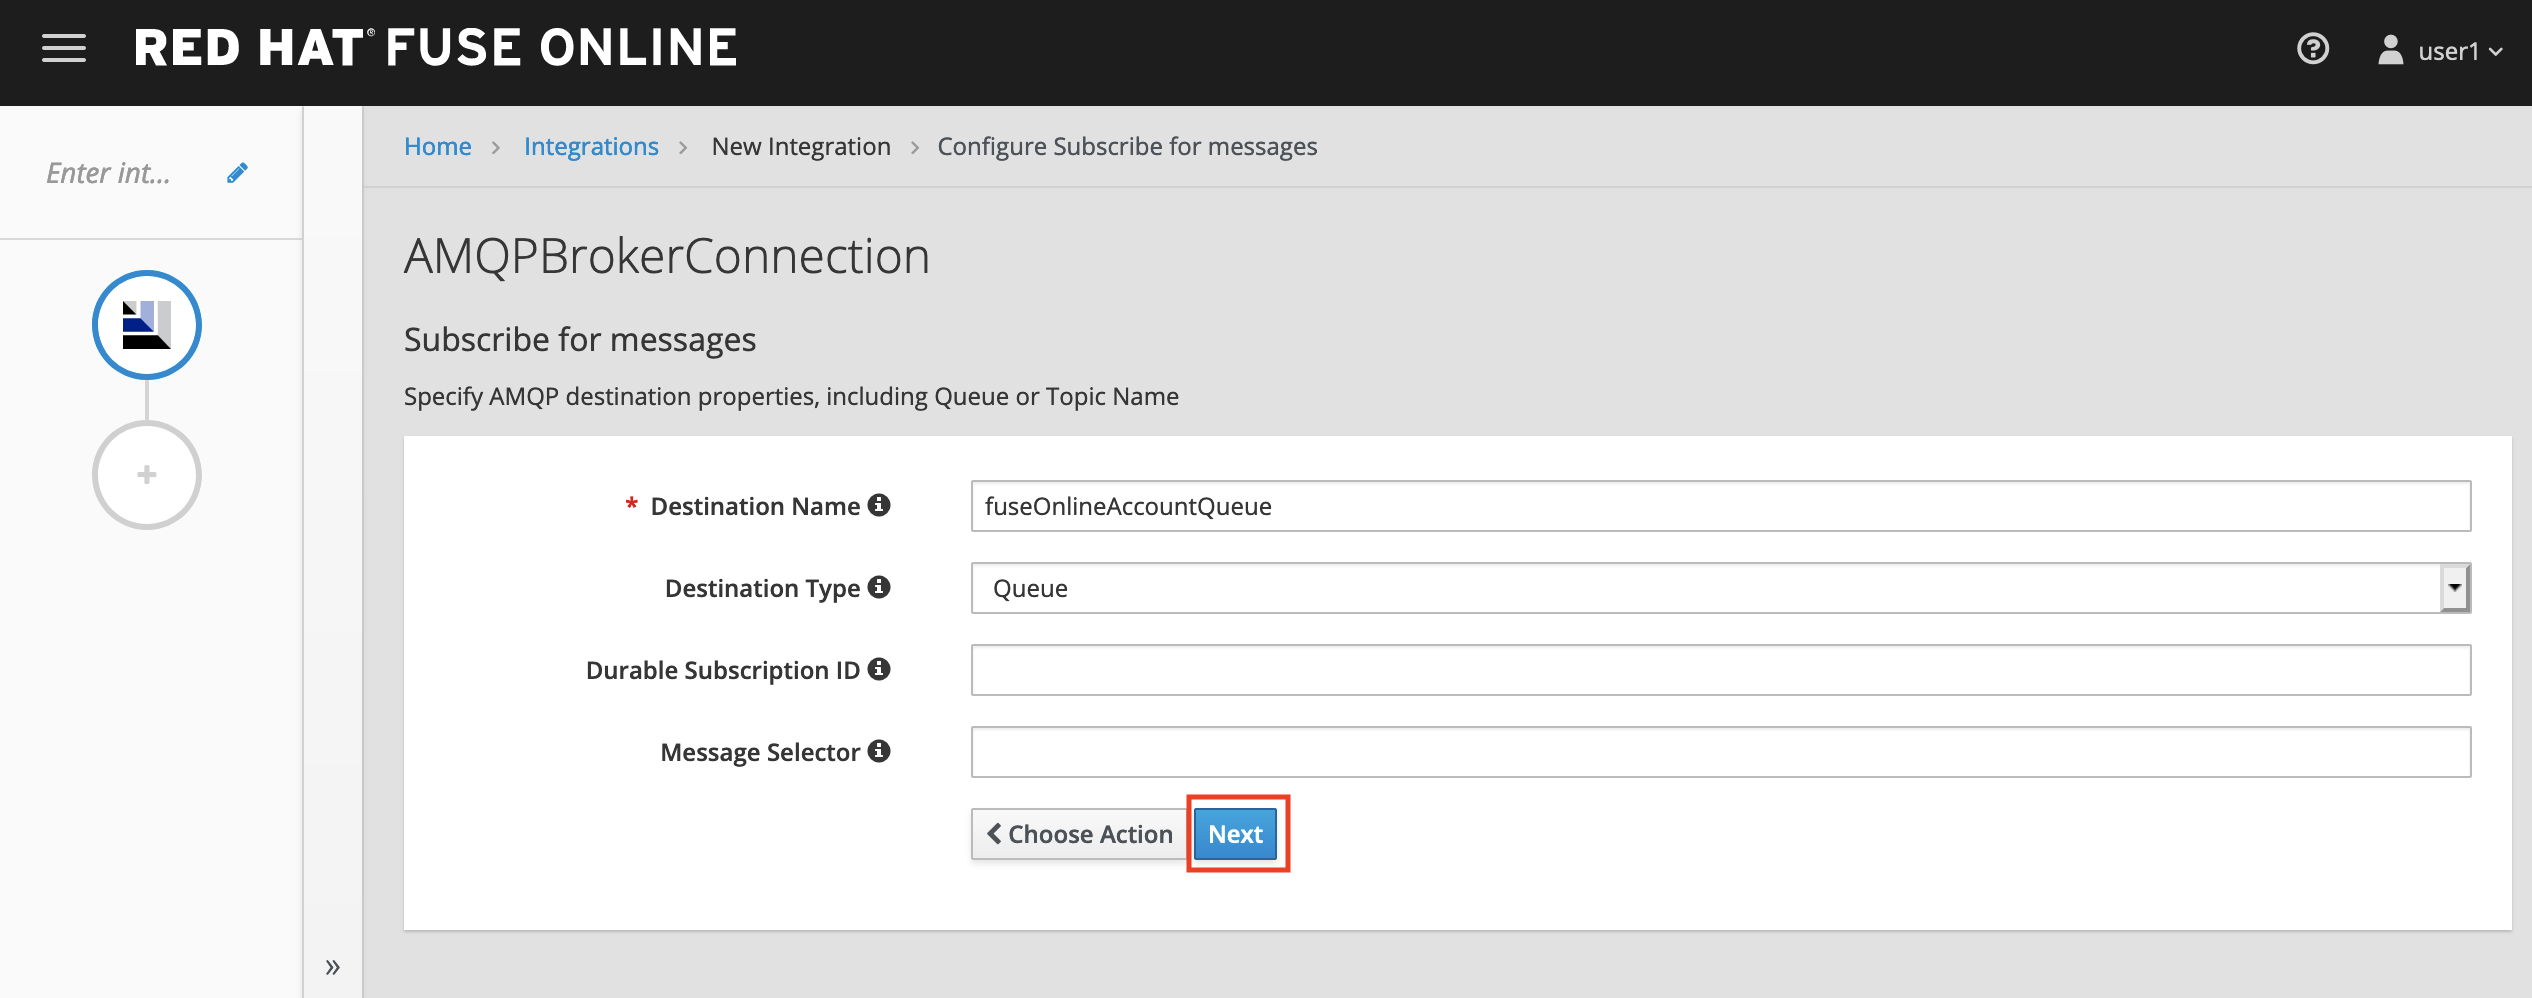 RED HAT® FUSE ONLINE
user1
Enter int...
Home > Integrations > New Integration > Configure Subscribe for messages
AMQPBrokerConnection
Subscribe for messages
Specify AMQP destination properties, including Queue or Topic Name
* Destination Name
fuseOnlineAccountQueue
Destination Type
Queue
Durable Subscription ID
Message Selector
Choose Action
Next